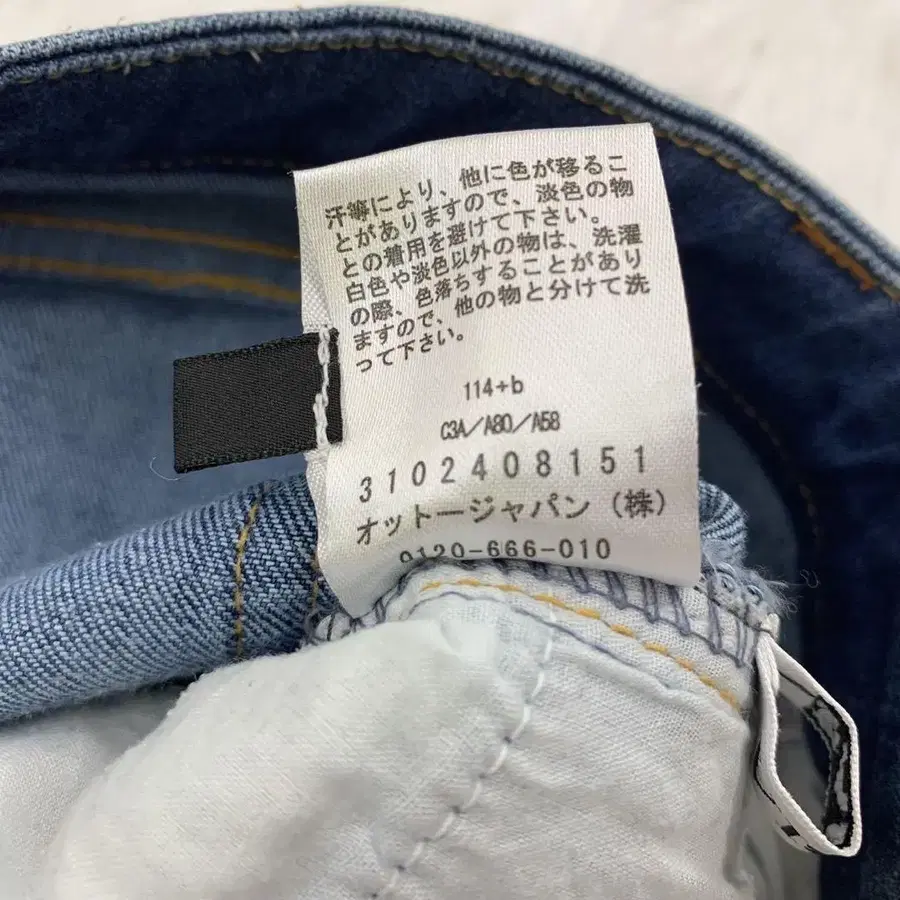 汗等により、他に色が移るこ
とがありますので、淡色の物
との着用を避けて下さい。
白色や淡色以外の物は、洗濯
の際、色落ちすることがあり
ますので、他の物と分けて洗
って下さい。
114+b
C3A/A80/A58
3102408151
オットージャパン（株）
0120-666-010